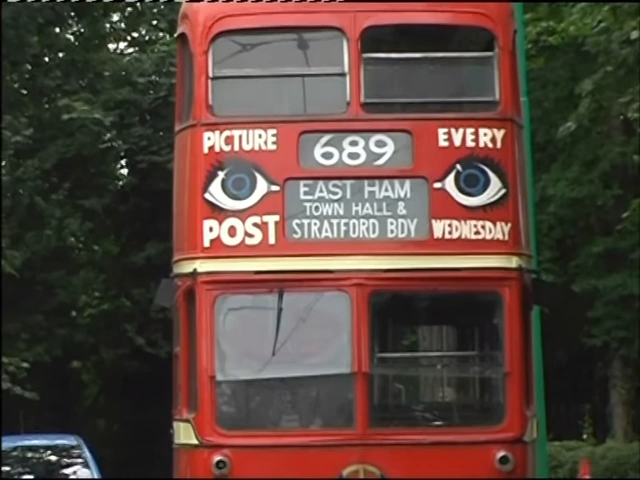 PICTURE 689 EVERY
EAST HAM
TOWN HALL &
POST STRATFORD BDY WEDNESDAY